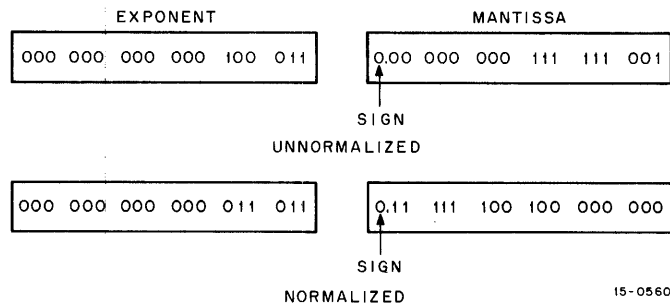 EXPONENT MANTISSA
000 000 000 000 100 011 0.00 000 000 111 111 001
SIGN
UNNORMALIZED
000 000 000 000 011 011 0.11 111 100 100 000 000
SIGN
NORMALIZED
15-0560